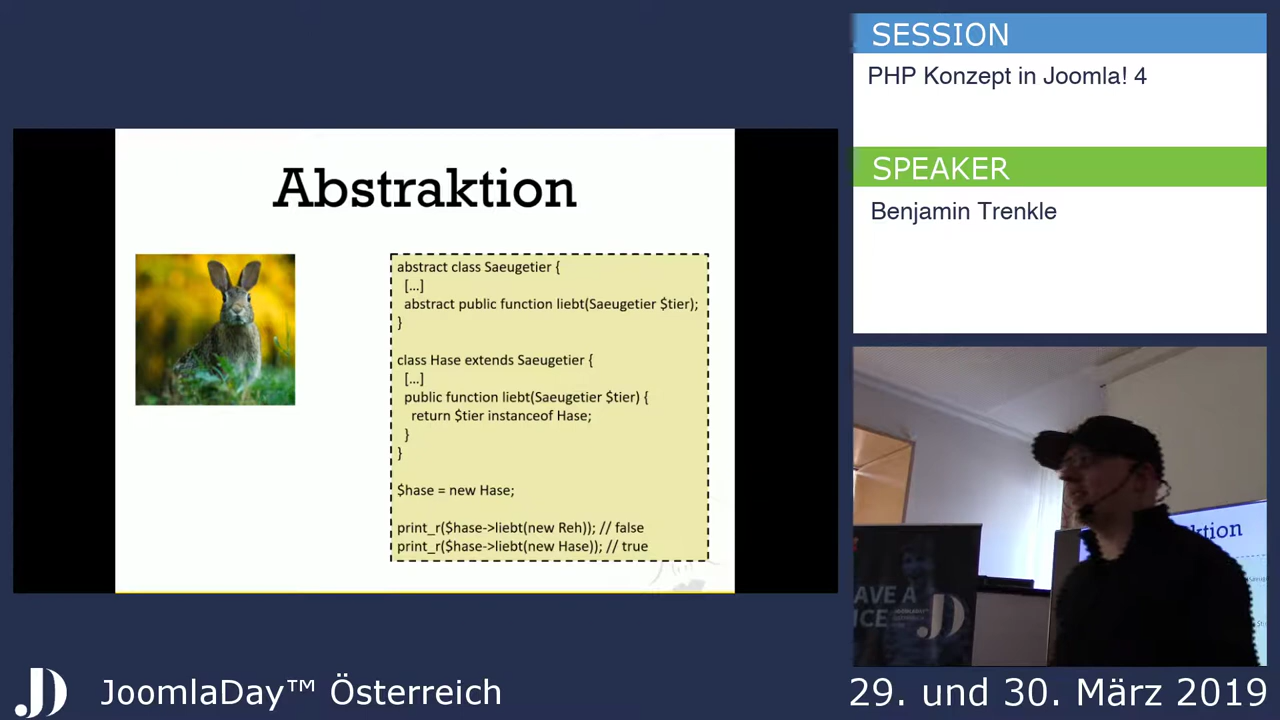 SESSION
PHP Konzept in Joomla! 4
SPEAKER
Benjamin Trenkle
Abstraktion
abstract class Saeugetier {
[...]
abstract public function liebt(Saeugetier $tier);
}
class Hase extends Saeugetier {
[...]
public function liebt(Saeugetier $tier) {
return $tier instanceof Hase;
}
}
$hase = new Hase;
print_r($hase->liebt(new Reh)); // false
print_r($hase->liebt(new Hase)); // true
JD
JoomlaDay™ Österreich
29. und 30. März 2019